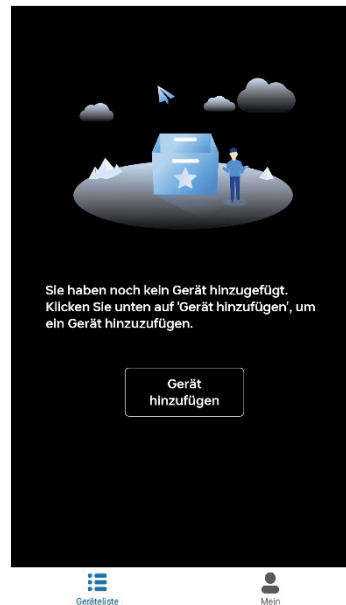 Sie haben noch kein Gerät hinzugefügt.
Klicken Sie unten auf 'Gerät hinzufügen', um
ein Gerät hinzuzufügen.
Gerät
hinzufügen
Geräteliste
Mein